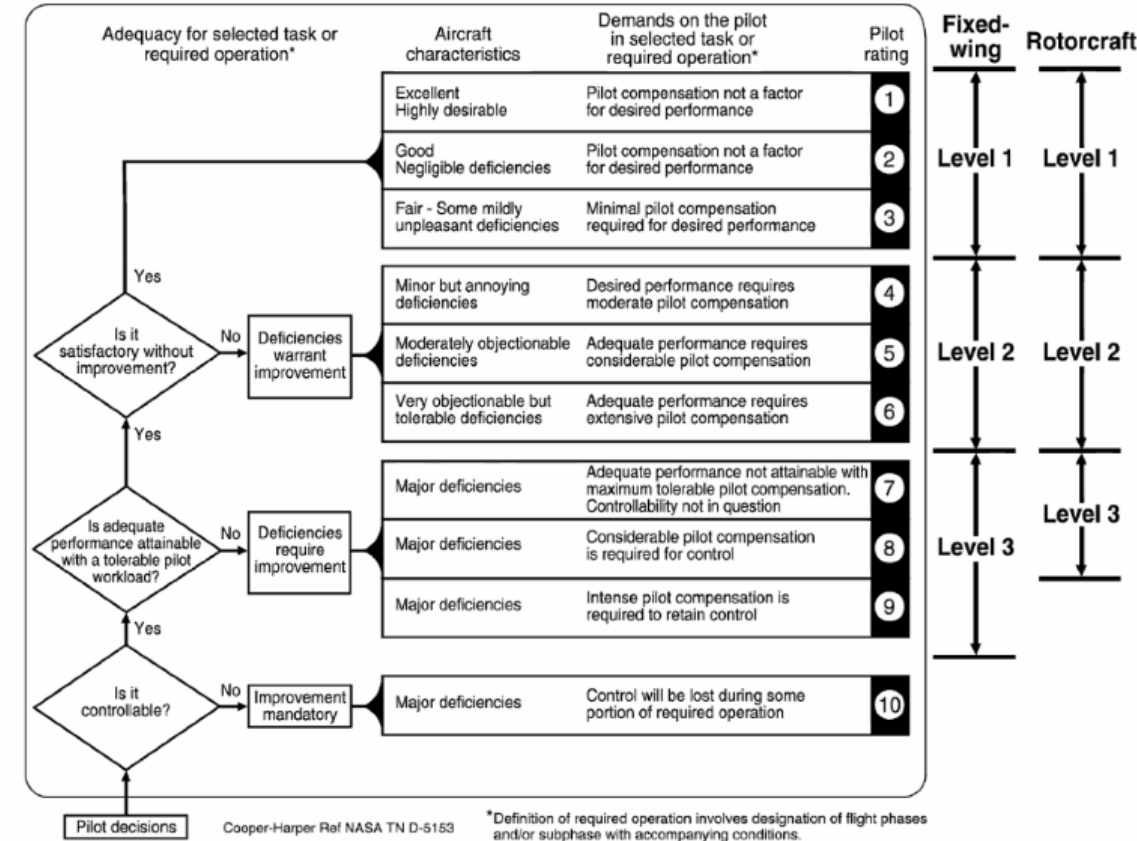 Adequacy for selected task or
required operation*
Aircraft
characteristics
Demands on the pilot
in selected task or
required operation*
Pilot
rating
Fixed-
wing
Rotorcraft
Excellent
Highly desirable
Pilot compensation not a factor
for desired performance
1
Good
Negligible deficiencies
Pilot compensation not a factor
for desired performance
2
Fair - Some mildly
unpleasant deficiencies
Minimal pilot compensation
required for desired performance
3
Level 1
Level 1
Yes
Is it
satisfactory without
improvement?
No
Deficiencies
warrant
improvement
Minor but annoying
deficiencies
Desired performance requires
moderate pilot compensation
4
Moderately objectionable
deficiencies
Adequate performance requires
considerable pilot compensation
5
Very objectionable but
tolerable deficiencies
Adequate performance requires
extensive pilot compensation
6
Level 2
Level 2
Yes
Is adequate
performance attainable
with a tolerable pilot
workload?
No
Deficiencies
require
improvement
Major deficiencies
Adequate performance not attainable with
maximum tolerable pilot compensation.
Controllability not in question
7
Major deficiencies
Considerable pilot compensation
is required for control
8
Major deficiencies
Intense pilot compensation is
required to retain control
9
Level 3
Level 3
Yes
Is it
controllable?
No
Improvement
mandatory
Major deficiencies
Control will be lost during some
portion of required operation
10
Pilot decisions
Cooper-Harper Ref NASA TN D-5153
*Definition of required operation involves designation of flight phases
and/or subphase with accompanying conditions.